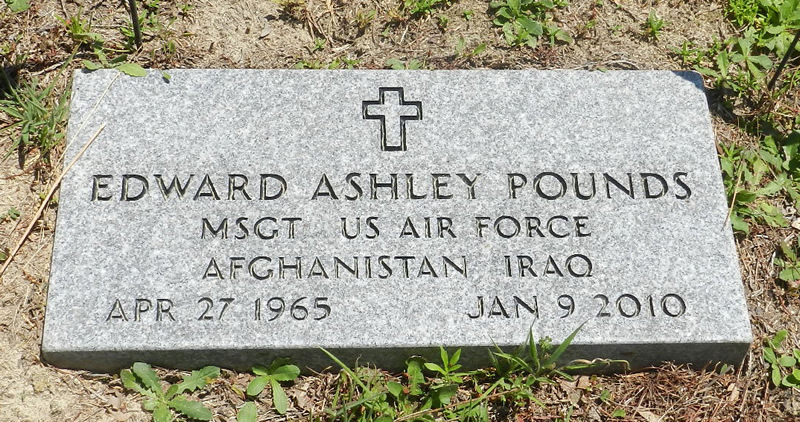 EDWARD ASHLEY POUNDS
MSGT US AIR FORCE
AFGHANISTAN IRAQ
APR 27 1965 JAN 9 2010